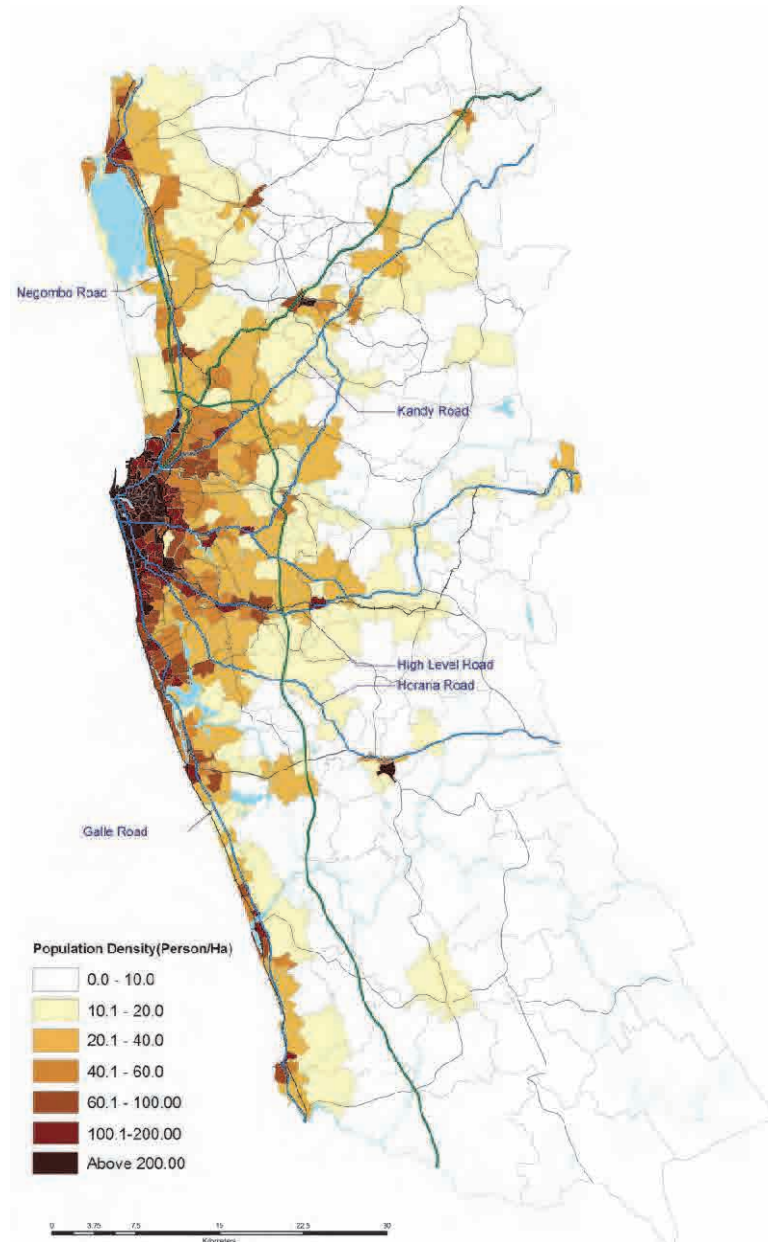 Negombo Road
Kandy Road
High Level Road
Horana Road
Galle Road
Population Density(Person/Ha)
0.0 - 10.0
10.1 - 20.0
20.1 - 40.0
40.1 - 60.0
60.1 - 100.00
100.1-200.00
Above 200.00
0 3.75 7.5 15 22.5 30
Kilometers